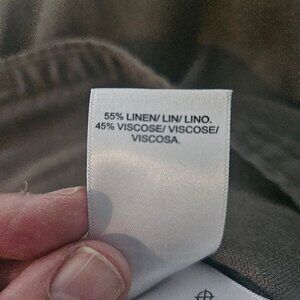 55% LINEN/ LIN/ LINO.
45% VISCOSE/ VISCOSE/
VISCOSA.